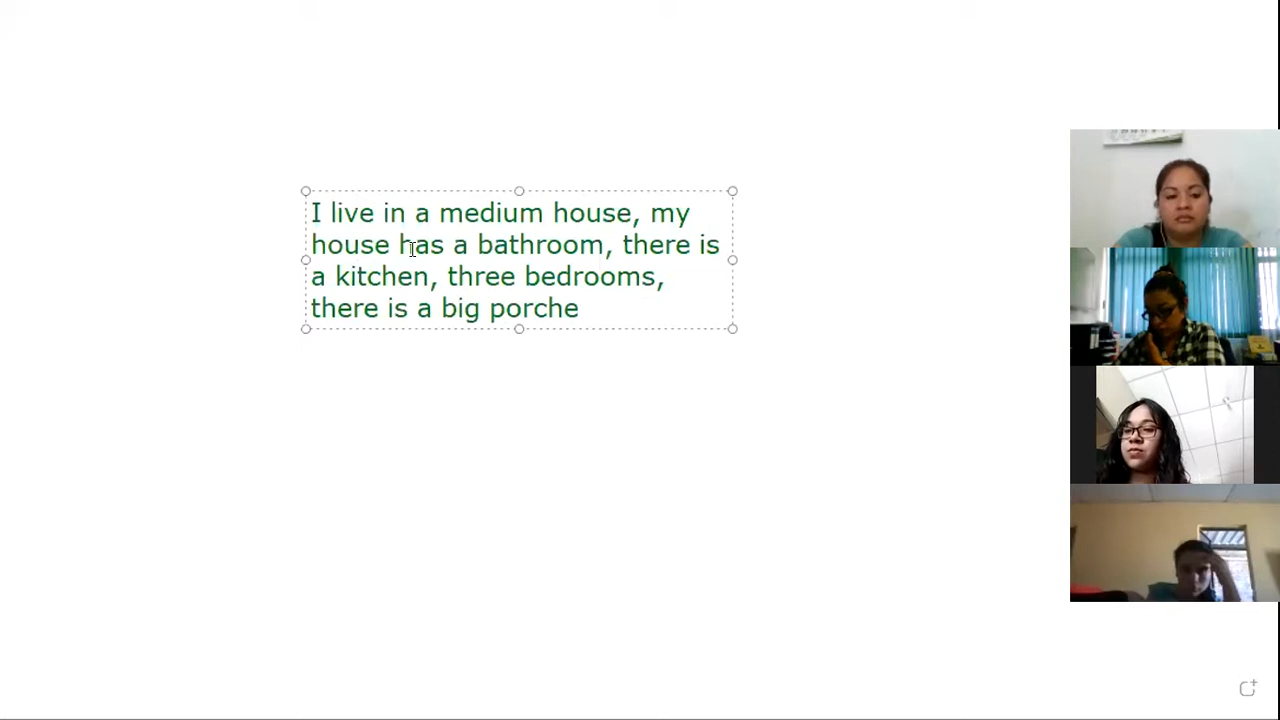 I live in a medium house, my
house has a bathroom, there is
a kitchen, three bedrooms,
there is a big porche